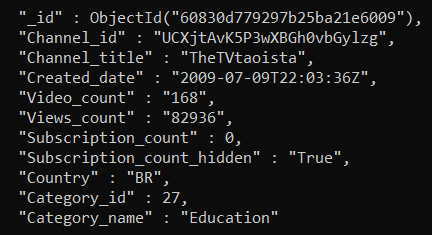 "_id" : ObjectId("60830d779297b25ba21e6009"),
"Channel_id" : "UCXjtAvK5P3wXBGh0vbGylzg",
"Channel_title" : "TheTVtaoista",
"Created_date" : "2009-07-09T22:03:36Z",
"Video_count" : "168",
"Views_count" : "82936",
"Subscription_count" : 0,
"Subscription_count_hidden" : "True",
"Country" : "BR",
"Category_id" : 27,
"Category_name" : "Education"